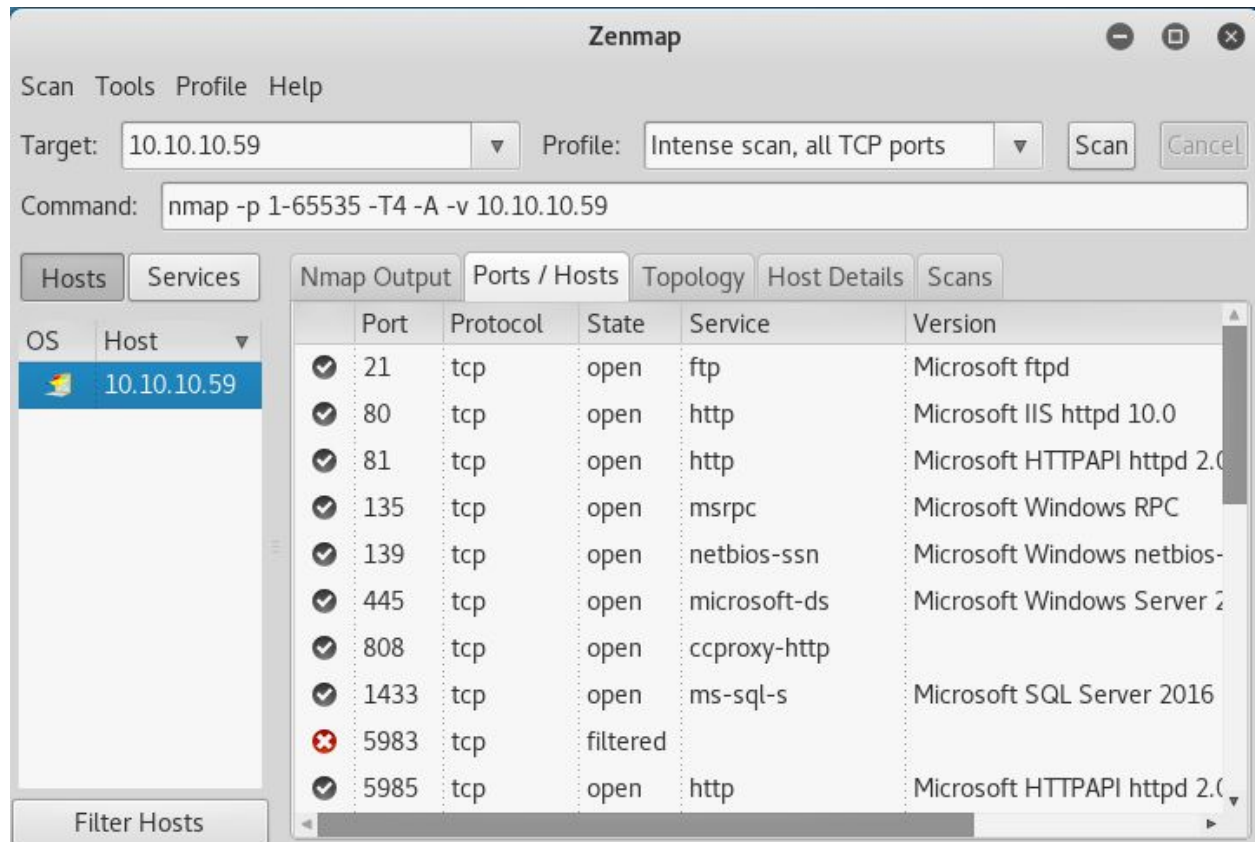 Zenmap
Scan Tools Profile Help
Target: 10.10.10.59 Profile: Intense scan, all TCP ports Scan Cancel
Command: nmap -p 1-65535 -T4 -A -v 10.10.10.59
Hosts Services Nmap Output Ports / Hosts Topology Host Details Scans
OS Host Port Protocol State Service Version
10.10.10.59
21 tcp open ftp Microsoft ftpd
80 tcp open http Microsoft IIS httpd 10.0
81 tcp open http Microsoft HTTPAPI httpd 2.0
135 tcp open msrpc Microsoft Windows RPC
139 tcp open netbios-ssn Microsoft Windows netbios-
445 tcp open microsoft-ds Microsoft Windows Server 2
808 tcp open ccproxy-http
1433 tcp open ms-sql-s Microsoft SQL Server 2016
5983 tcp filtered
5985 tcp open http Microsoft HTTPAPI httpd 2.0
Filter Hosts